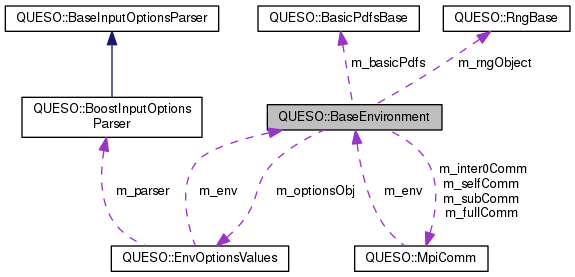 QUESO::BaseInputOptionsParser
QUESO::BasicPdfsBase
QUESO::RngBase
m_basicPdfs
m_rngObject
QUESO::BoostInputOptions
Parser
QUESO::BaseEnvironment
m_parser
m_env
m_optionsObj
m_env
m_inter0Comm
m_selfComm
m_subComm
m_fullComm
QUESO::EnvOptionsValues
QUESO::MpiComm